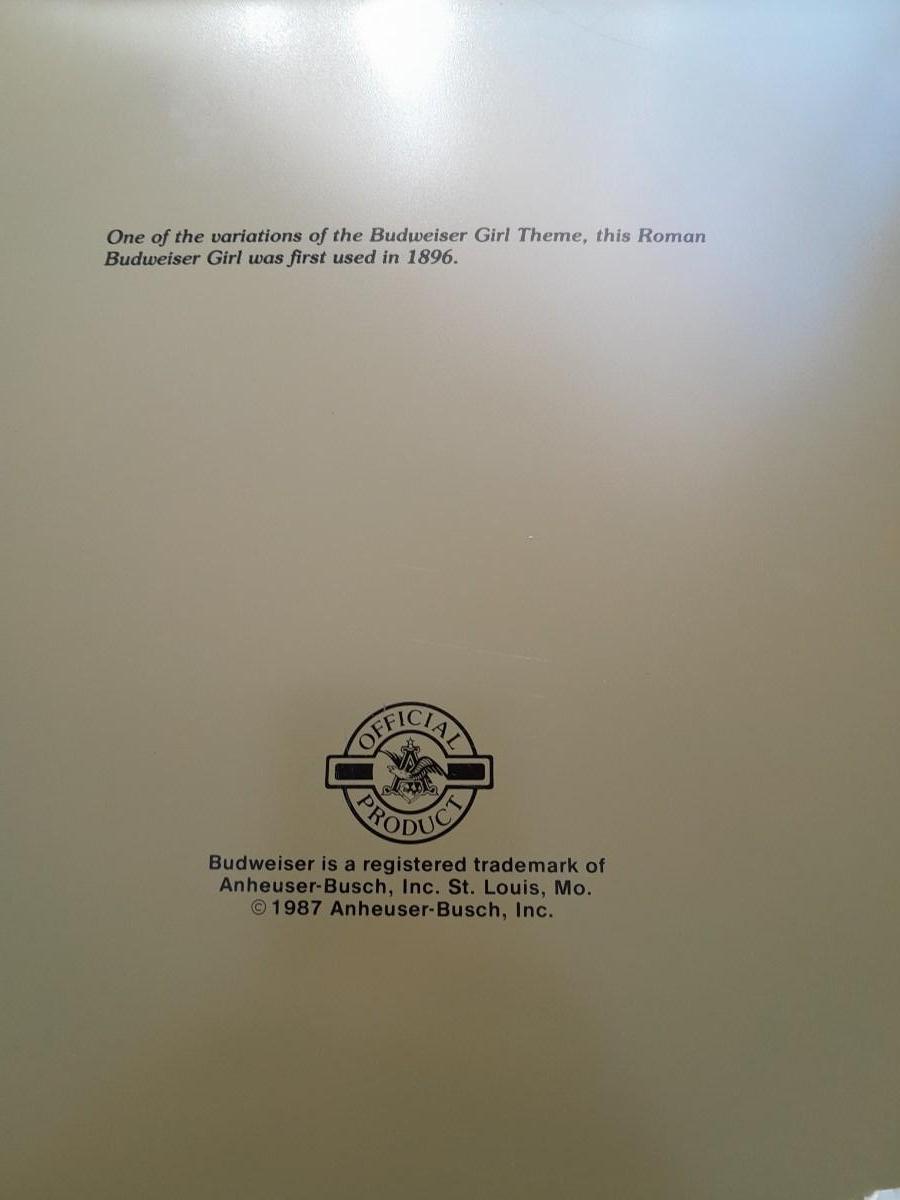 One of the variations of the Budweiser Girl Theme, this Roman
Budweiser Girl was first used in 1896.
OFFICIAL
A
PRODUCT
Budweiser is a registered trademark of
Anheuser-Busch, Inc. St. Louis, Mo.
© 1987 Anheuser-Busch, Inc.